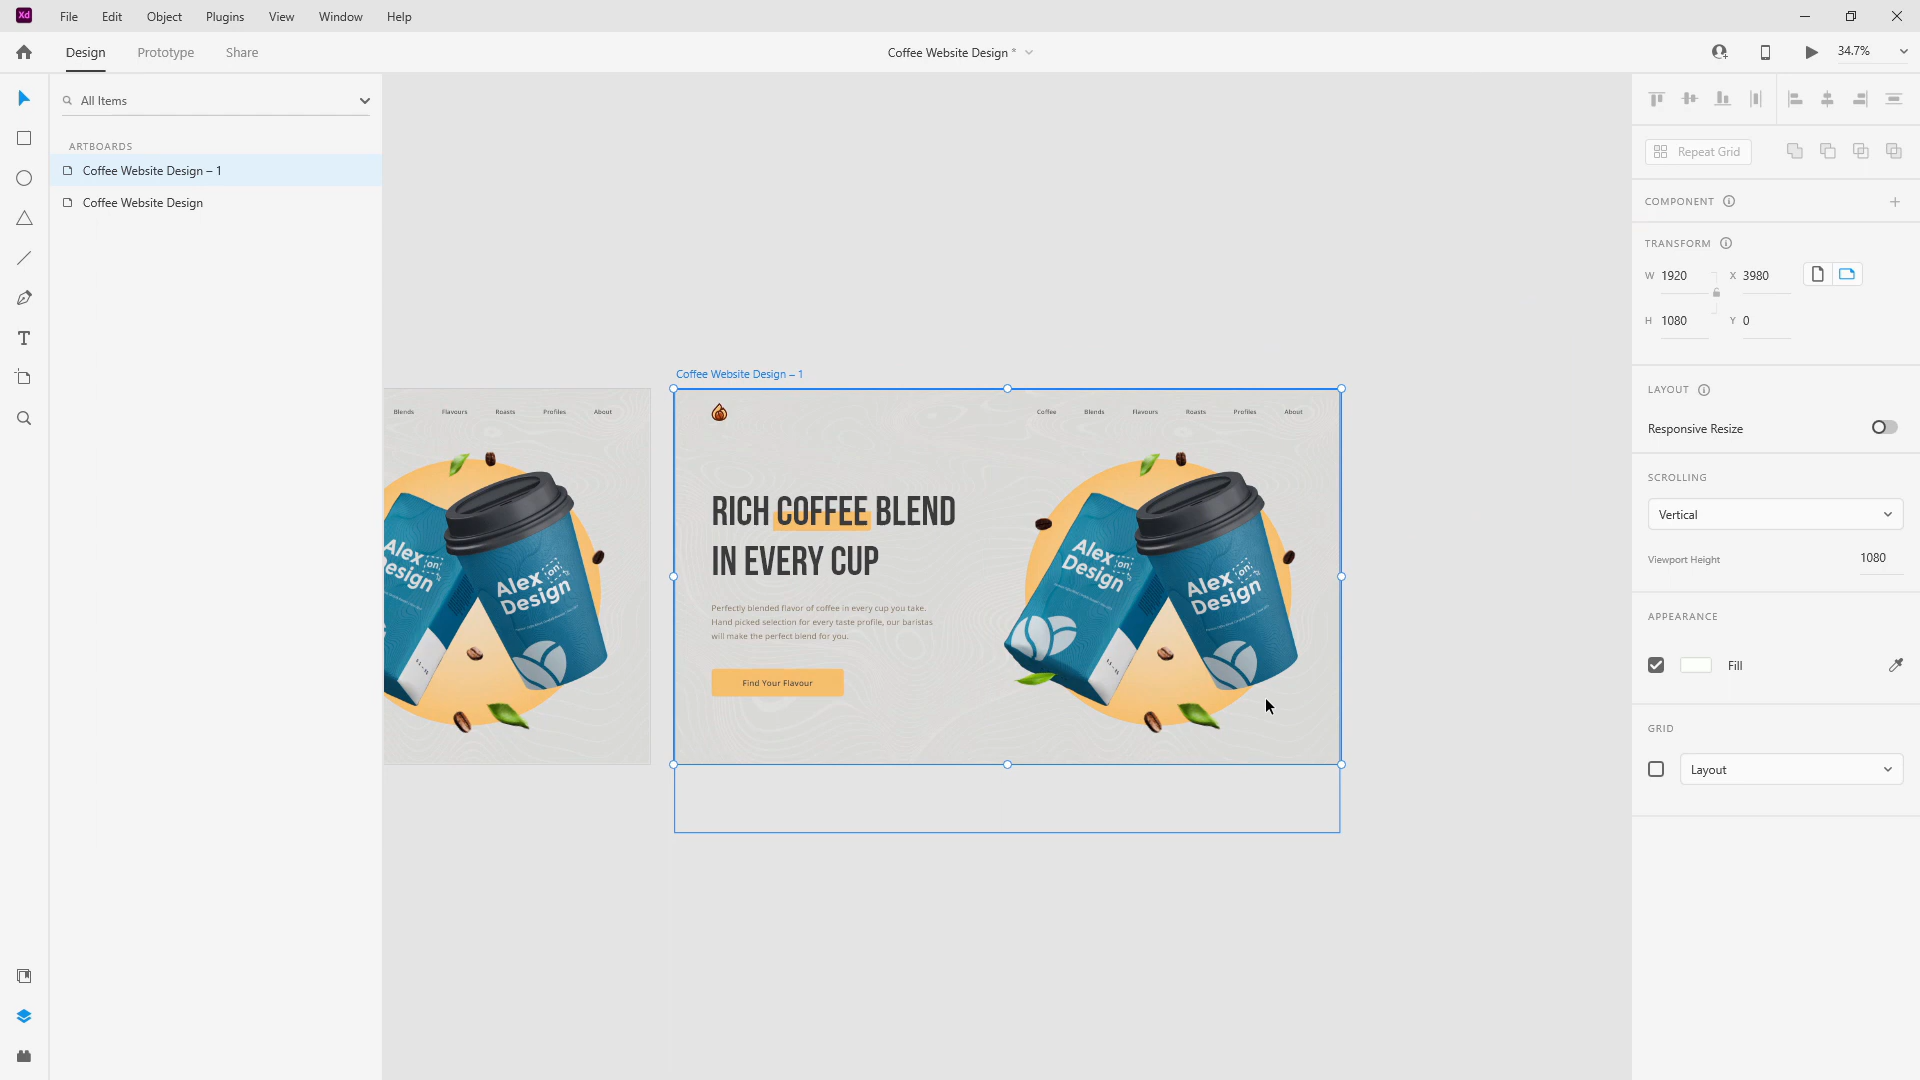 Xd File Edit Object Plugins View Window Help
Design Prototype Share Coffee Website Design * 34.7%
All Items
ARTBOARDS
Coffee Website Design – 1
Coffee Website Design
Coffee Website Design – 1
Blends Flavours Roasts Profiles About
Alex on
Design
Alex on
Design
Coffee Blends Flavours Roasts Profiles About
RICH COFFEE BLEND
IN EVERY CUP
Perfectly blended flavor of coffee in every cup you take.
Hand picked selection for every taste profile, our baristas
will make the perfect blend for you.
Find Your Flavour
Alex on
Design
Alex on
Design
Repeat Grid
COMPONENT
TRANSFORM
W 1920 X 3980
H 1080 Y 0
LAYOUT
Responsive Resize
SCROLLING
Vertical
Viewport Height 1080
APPEARANCE
Fill
GRID
Layout